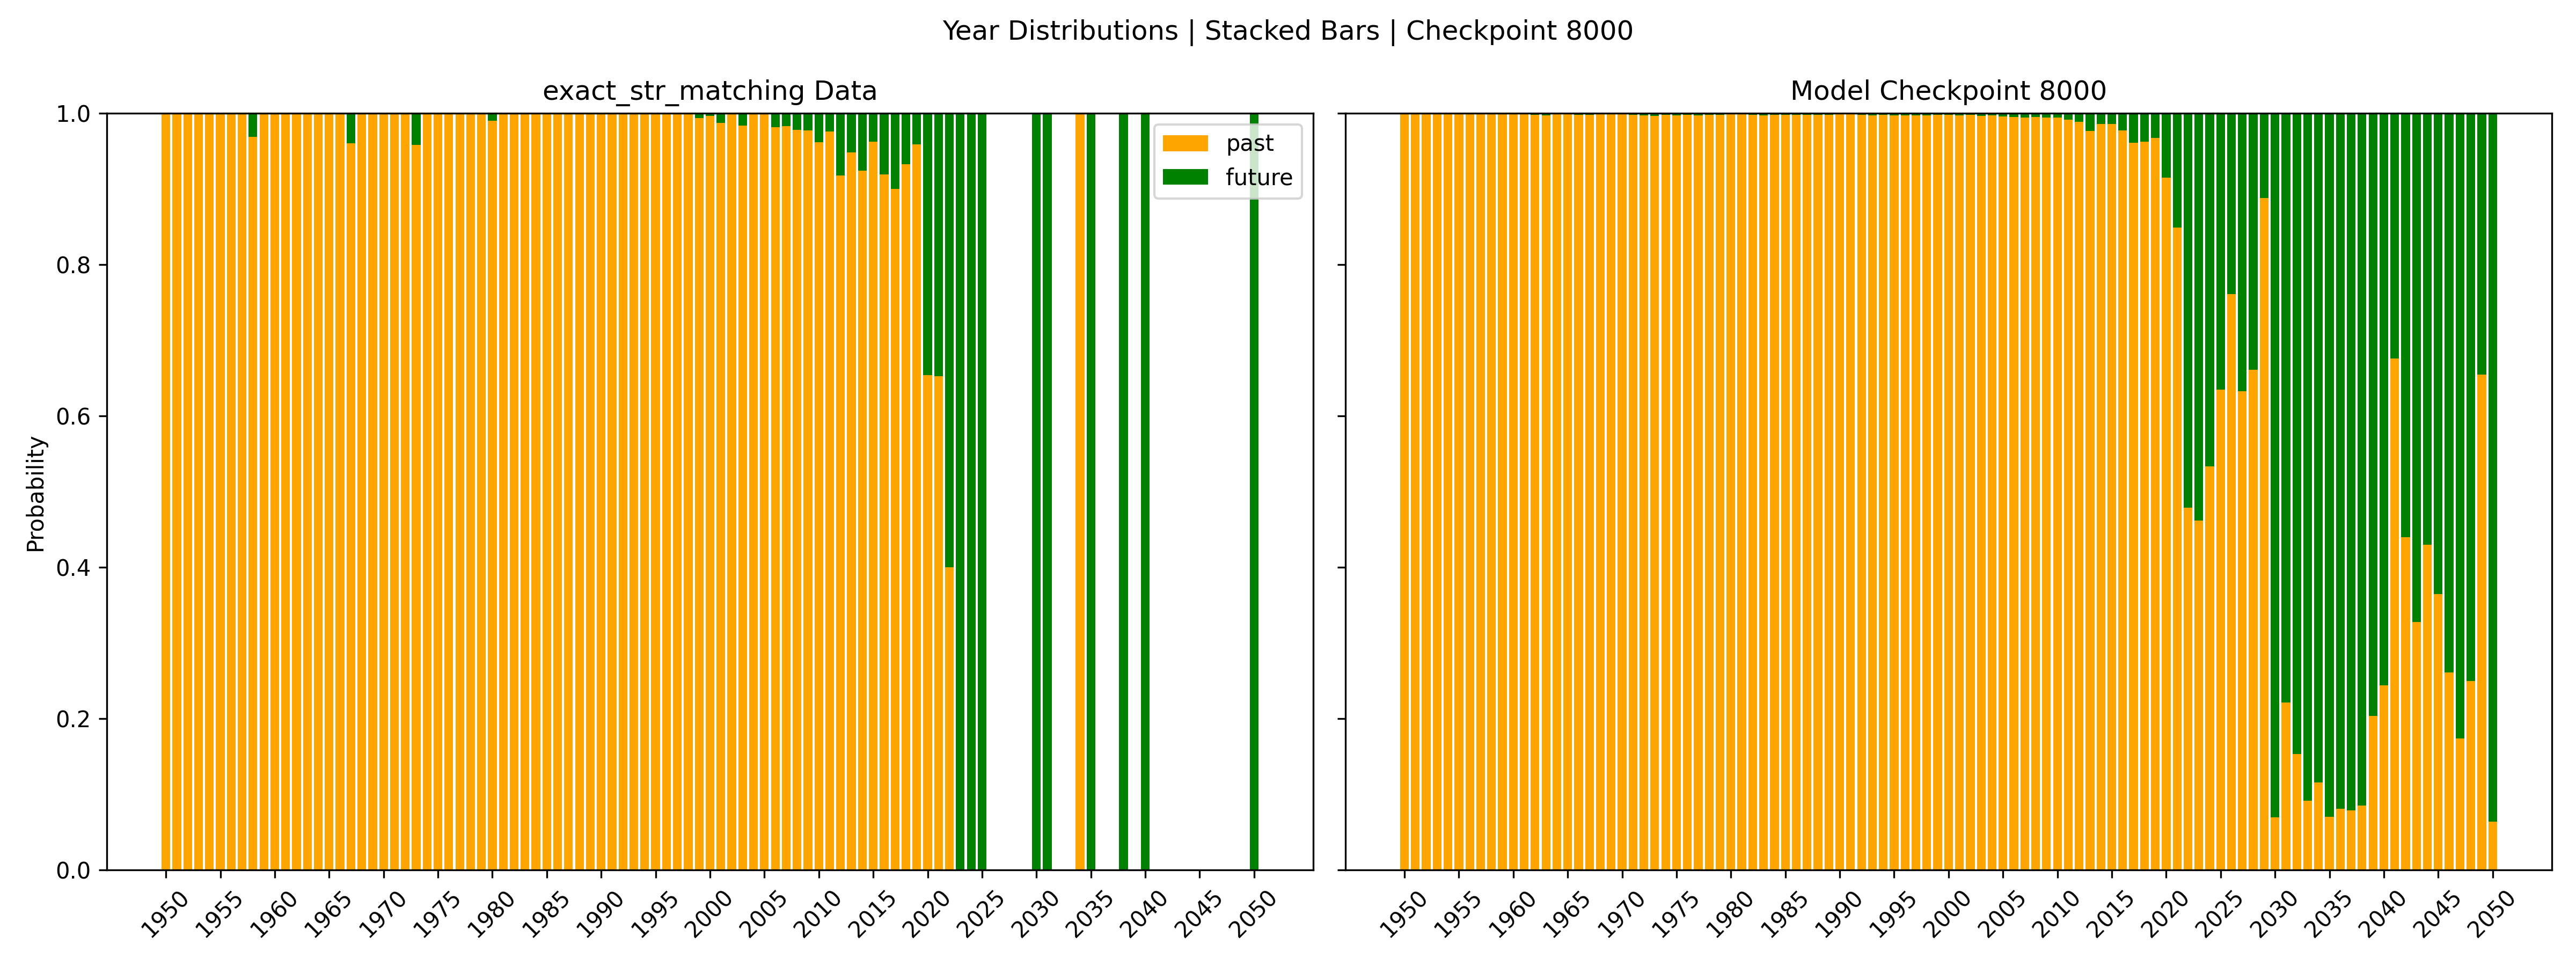 Year Distributions | Stacked Bars | Checkpoint 8000
exact_str_matching Data
Model Checkpoint 8000
Probability
1.0
0.8
0.6
0.4
0.2
0.0
past
future
1950 1955 1960 1965 1970 1975 1980 1985 1990 1995 2000 2005 2010 2015 2020 2025 2030 2035 2040 2045 2050
1950 1955 1960 1965 1970 1975 1980 1985 1990 1995 2000 2005 2010 2015 2020 2025 2030 2035 2040 2045 2050